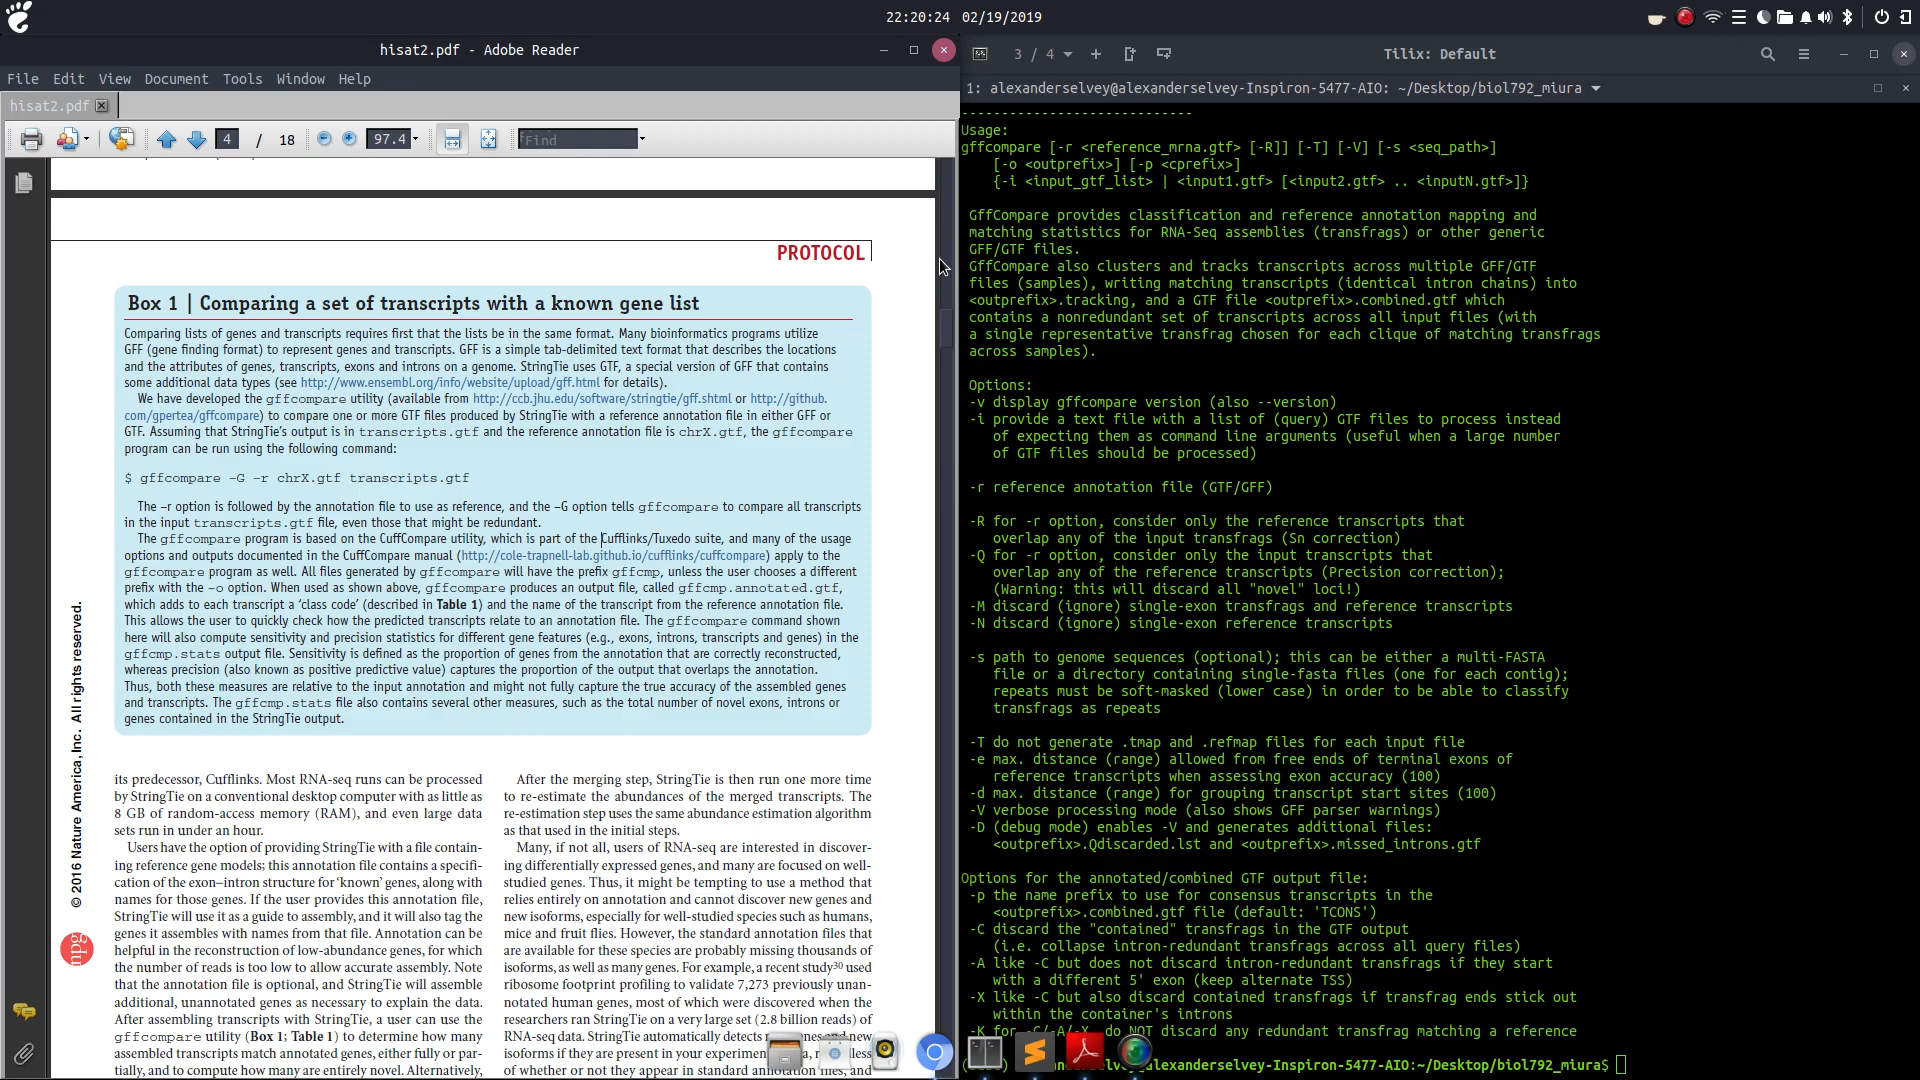 22:20:24 02/19/2019
hisat2.pdf - Adobe Reader
File Edit View Document Tools Window Help
hisat2.pdf
4 / 18 97.4 Find
PROTOCOL
Box 1 | Comparing a set of transcripts with a known gene list
Comparing lists of genes and transcripts requires first that the lists be in the same format. Many bioinformatics programs utilize
GFF (gene finding format) to represent genes and transcripts. GFF is a simple tab-delimited text format that describes the locations
and the attributes of genes, transcripts, exons and introns on a genome. StringTie uses GTF, a special version of GFF that contains
some additional data types (see http://www.ensembl.org/info/website/upload/gff.html for details).
We have developed the gffcompare utility (available from http://ccb.jhu.edu/software/stringtie/gff.shtml or http://github.
com/gpertea/gffcompare) to compare one or more GTF files produced by StringTie with a reference annotation file in either GFF or
GTF. Assuming that StringTie's output is in transcripts.gtf and the reference annotation file is chrX.gtf, the gffcompare
program can be run using the following command:
$ gffcompare –G –r chrX.gtf transcripts.gtf
The –r option is followed by the annotation file to use as reference, and the –G option tells gffcompare to compare all transcripts
in the input transcripts.gtf file, even those that might be redundant.
The gffcompare program is based on the CuffCompare utility, which is part of the Cufflinks/Tuxedo suite, and many of the usage
options and outputs documented in the CuffCompare manual (http://cole-trapnell-lab.github.io/cufflinks/cuffcompare) apply to the
gffcompare program as well. All files generated by gffcompare will have the prefix gffcmp, unless the user chooses a different
prefix with the –o option. When used as shown above, gffcompare produces an output file, called gffcmp.annotated.gtf,
which adds to each transcript a 'class code' (described in Table 1) and the name of the transcript from the reference annotation file.
This allows the user to quickly check how the predicted transcripts relate to an annotation file. The gffcompare command shown
here will also compute sensitivity and precision statistics for different gene features (e.g., exons, introns, transcripts and genes) in the
gffcmp.stats output file. Sensitivity is defined as the proportion of genes from the annotation that are correctly reconstructed,
whereas precision (also known as positive predictive value) captures the proportion of the output that overlaps the annotation.
Thus, both these measures are relative to the input annotation and might not fully capture the true accuracy of the assembled genes
and transcripts. The gffcmp.stats file also contains several other measures, such as the total number of novel exons, introns or
genes contained in the StringTie output.
© 2016 Nature America, Inc. All rights reserved.
npg
its predecessor, Cufflinks. Most RNA-seq runs can be processed
by StringTie on a conventional desktop computer with as little as
8 GB of random-access memory (RAM), and even large data
sets run in under an hour.
Users have the option of providing StringTie with a file contain-
ing reference gene models; this annotation file contains a specifi-
cation of the exon–intron structure for 'known' genes, along with
names for those genes. If the user provides this annotation file,
StringTie will use it as a guide to assembly, and it will also tag the
genes it assembles with names from that file. Annotation can be
helpful in the reconstruction of low-abundance genes, for which
the number of reads is too low to allow accurate assembly. Note
that the annotation file is optional, and StringTie will assemble
additional, unannotated genes as necessary to explain the data.
After assembling transcripts with StringTie, a user can use the
gffcompare utility (Box 1; Table 1) to determine how many
assembled transcripts match annotated genes, either fully or par-
tially, and to compute how many are entirely novel. Alternatively,
After the merging step, StringTie is then run one more time
to re-estimate the abundances of the merged transcripts. The
re-estimation step uses the same abundance estimation algorithm
as that used in the initial steps.
Many, if not all, users of RNA-seq are interested in discover-
ing differentially expressed genes, and many are focused on well-
studied genes. Thus, it might be tempting to use a method that
relies entirely on annotation and cannot discover new genes and
new isoforms, especially for well-studied species such as humans,
mice and fruit flies. However, the standard annotation files that
are available for these species are probably missing thousands of
isoforms, as well as many genes. For example, a recent study30 used
ribosome footprint profiling to validate 7,273 previously unan-
notated human genes, most of which were discovered when the
researchers ran StringTie on a very large set (2.8 billion reads) of
RNA-seq data. StringTie automatically detects new
isoforms if they are present in your
of whether or not they appear in standard and
3 / 4 Tilix: Default
1: alexanderselvey@alexanderselvey-Inspiron-5477-AIO: ~/Desktop/biol792_miura
-----------------------------
Usage:
gffcompare [-r <reference_mrna.gtf> [-R]] [-T] [-V] [-s <seq_path>]
[-o <outprefix>] [-p <cprefix>]
{-i <input_gtf_list> | <input1.gtf> [<input2.gtf> .. <inputN.gtf>]}
GffCompare provides classification and reference annotation mapping and
matching statistics for RNA-Seq assemblies (transfrags) or other generic
GFF/GTF files.
GffCompare also clusters and tracks transcripts across multiple GFF/GTF
files (samples), writing matching transcripts (identical intron chains) into
<outprefix>.tracking, and a GTF file <outprefix>.combined.gtf which
contains a nonredundant set of transcripts across all input files (with
a single representative transfrag chosen for each clique of matching transfrags
across samples).
Options:
-v display gffcompare version (also --version)
-i provide a text file with a list of (query) GTF files to process instead
of expecting them as command line arguments (useful when a large number
of GTF files should be processed)
-r reference annotation file (GTF/GFF)
-R for -r option, consider only the reference transcripts that
overlap any of the input transfrags (Sn correction)
-Q for -r option, consider only the input transcripts that
overlap any of the reference transcripts (Precision correction);
(Warning: this will discard all "novel" loci!)
-M discard (ignore) single-exon transfrags and reference transcripts
-N discard (ignore) single-exon reference transcripts
-s path to genome sequences (optional); this can be either a multi-FASTA
file or a directory containing single-fasta files (one for each contig);
repeats must be soft-masked (lower case) in order to be able to classify
transfrags as repeats
-T do not generate .tmap and .refmap files for each input file
-e max. distance (range) allowed from free ends of terminal exons of
reference transcripts when assessing exon accuracy (100)
-d max. distance (range) for grouping transcript start sites (100)
-V verbose processing mode (also shows GFF parser warnings)
-D (debug mode) enables -V and generates additional files:
<outprefix>.Qdiscarded.lst and <outprefix>.missed_introns.gtf
Options for the annotated/combined GTF output file:
-p the name prefix to use for consensus transcripts in the
<outprefix>.combined.gtf file (default: 'TCONS')
-C discard the "contained" transfrags in the GTF output
(i.e. collapse intron-redundant transfrags across all query files)
-A like -C but does not discard intron-redundant transfrags if they start
with a different 5' exon (keep alternate TSS)
-X like -C but also discard contained transfrags if transfrag ends stick out
within the container's introns
-K for -C/-A/-X, do NOT discard any redundant transfrag matching a reference
anderselvey@alexanderselvey-Inspiron-5477-AIO:~/Desktop/biol792_miura$